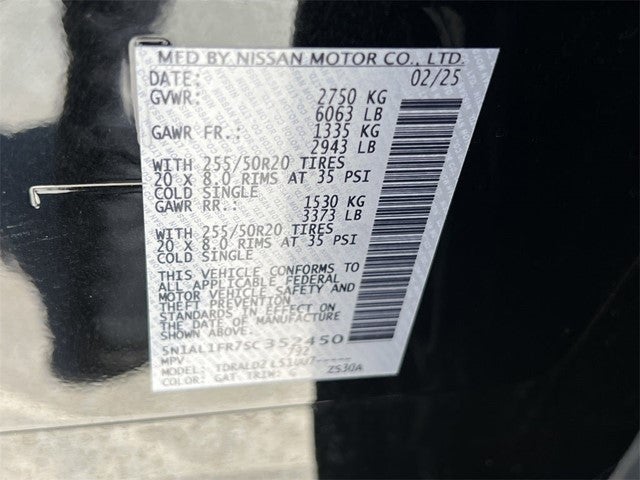 MFD BY NISSAN MOTOR CO., LTD.
DATE: 02/25
GVWR: 2750 KG
6063 LB
GAWR FR.: 1335 KG
2943 LB
WITH 255/50R20 TIRES
20 X 8.0 RIMS AT 35 PSI
COLD SINGLE
GAWR RR.: 1530 KG
3373 LB
WITH 255/50R20 TIRES
20 X 8.0 RIMS AT 35 PSI
COLD SINGLE
THIS VEHICLE CONFORMS TO
ALL APPLICABLE FEDERAL
MOTOR VEHICLE SAFETY AND
THEFT PREVENTION
STANDARDS IN EFFECT ON
THE DATE OF MANUFACTURE
SHOWN ABOVE.
5N1AL1FR7SC352450
MPV
MODEL:
COLOR: GAT TRIM: